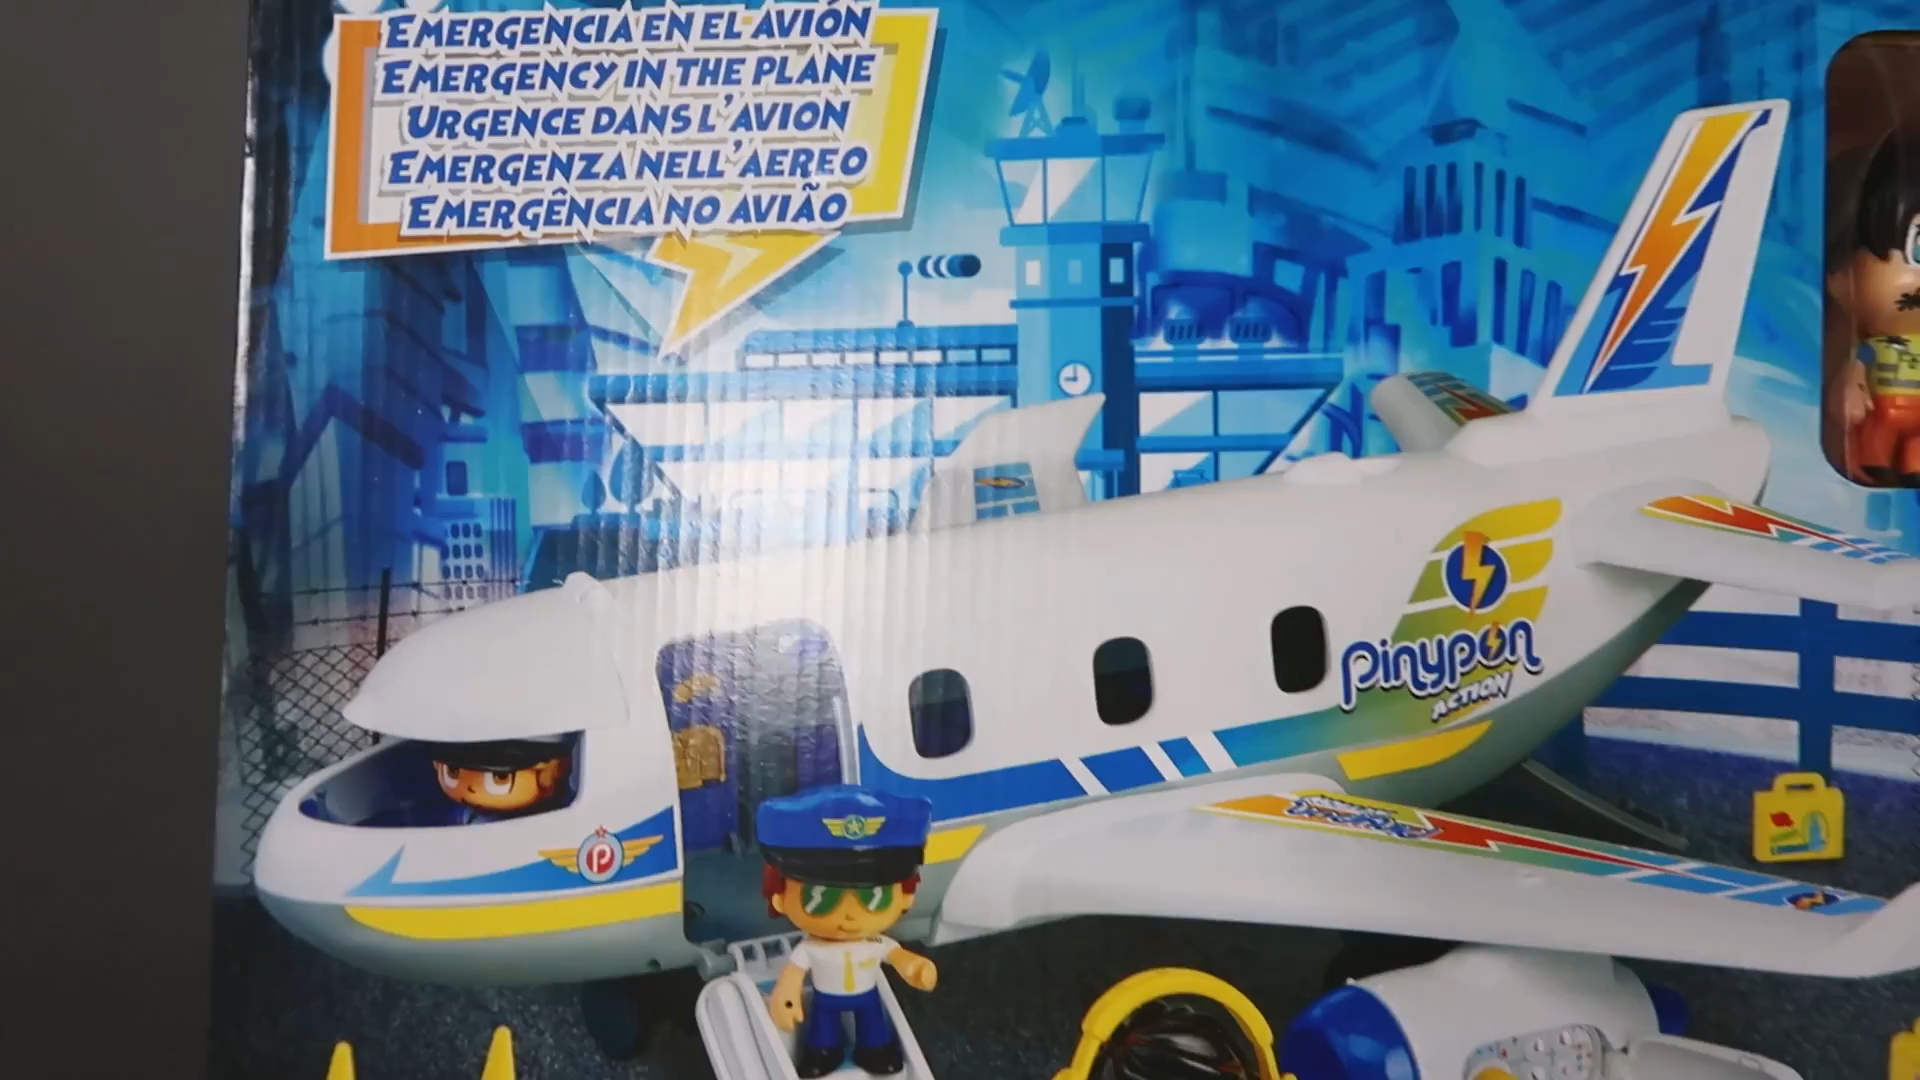 EMERGENCIA EN EL AVIÓN
EMERGENCY IN THE PLANE
URGENCE DANS L'AVION
EMERGENZA NELL'AEREO
EMERGÊNCIA NO AVIÃO
Pinypon
ACTION
P